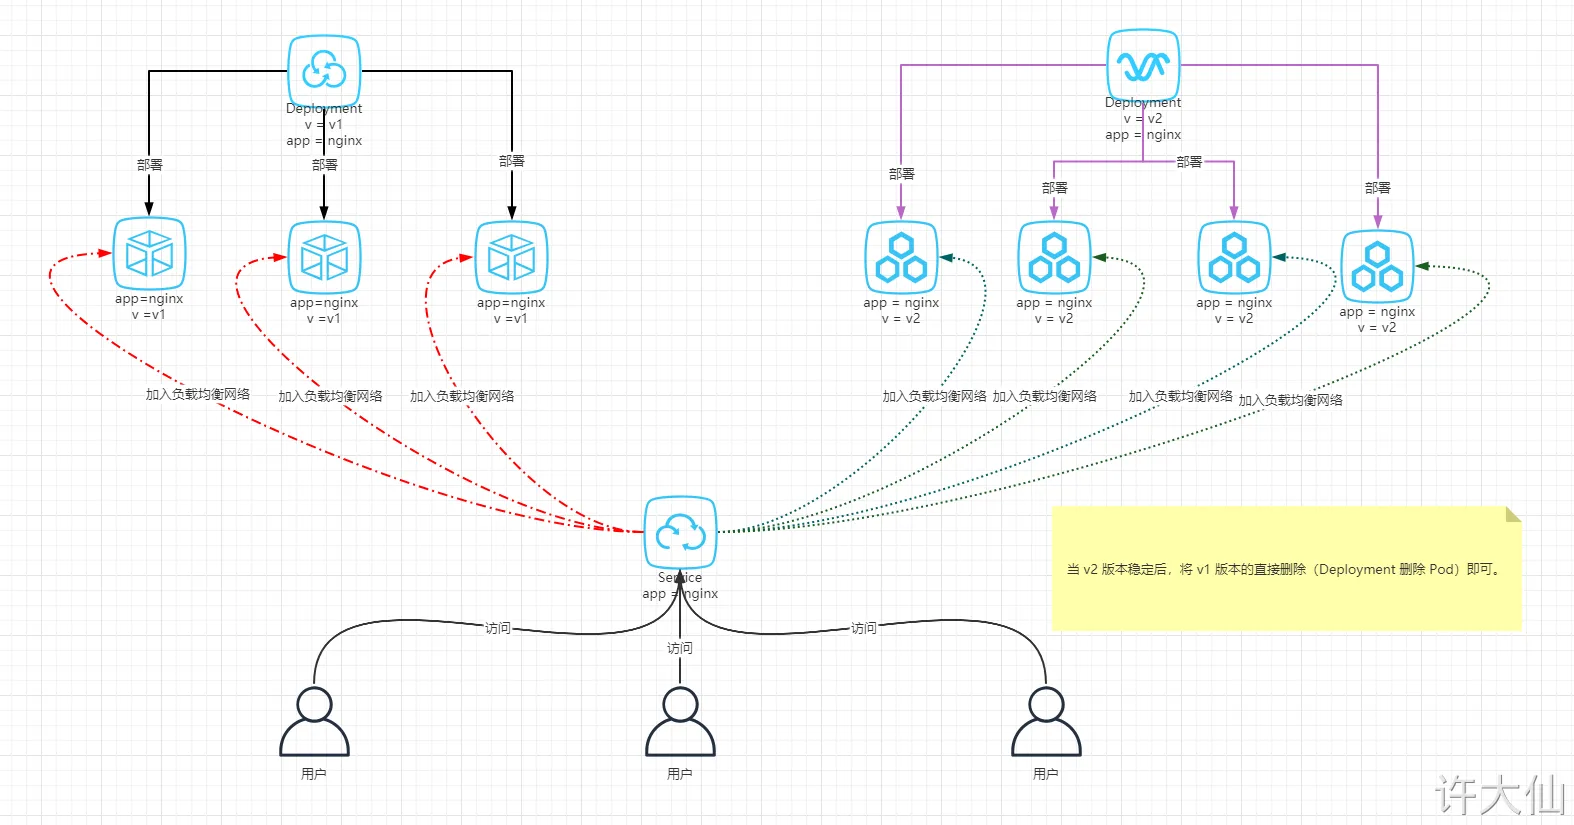 Deployment
v = v1
app = nginx
部署
部署
部署
app=nginx
v =v1
app=nginx
v =v1
app=nginx
v =v1
Deployment
v = v2
app = nginx
部署
部署
部署
部署
app = nginx
v = v2
app = nginx
v = v2
app = nginx
v = v2
app = nginx
v = v2
加入负载均衡网络
加入负载均衡网络
加入负载均衡网络
加入负载均衡网络
加入负载均衡网络
加入负载均衡网络
加入负载均衡网络
Service
app = nginx
当 v2 版本稳定后，将 v1 版本的直接删除（Deployment 删除 Pod）即可。
访问
访问
访问
用户
用户
用户
许大仙